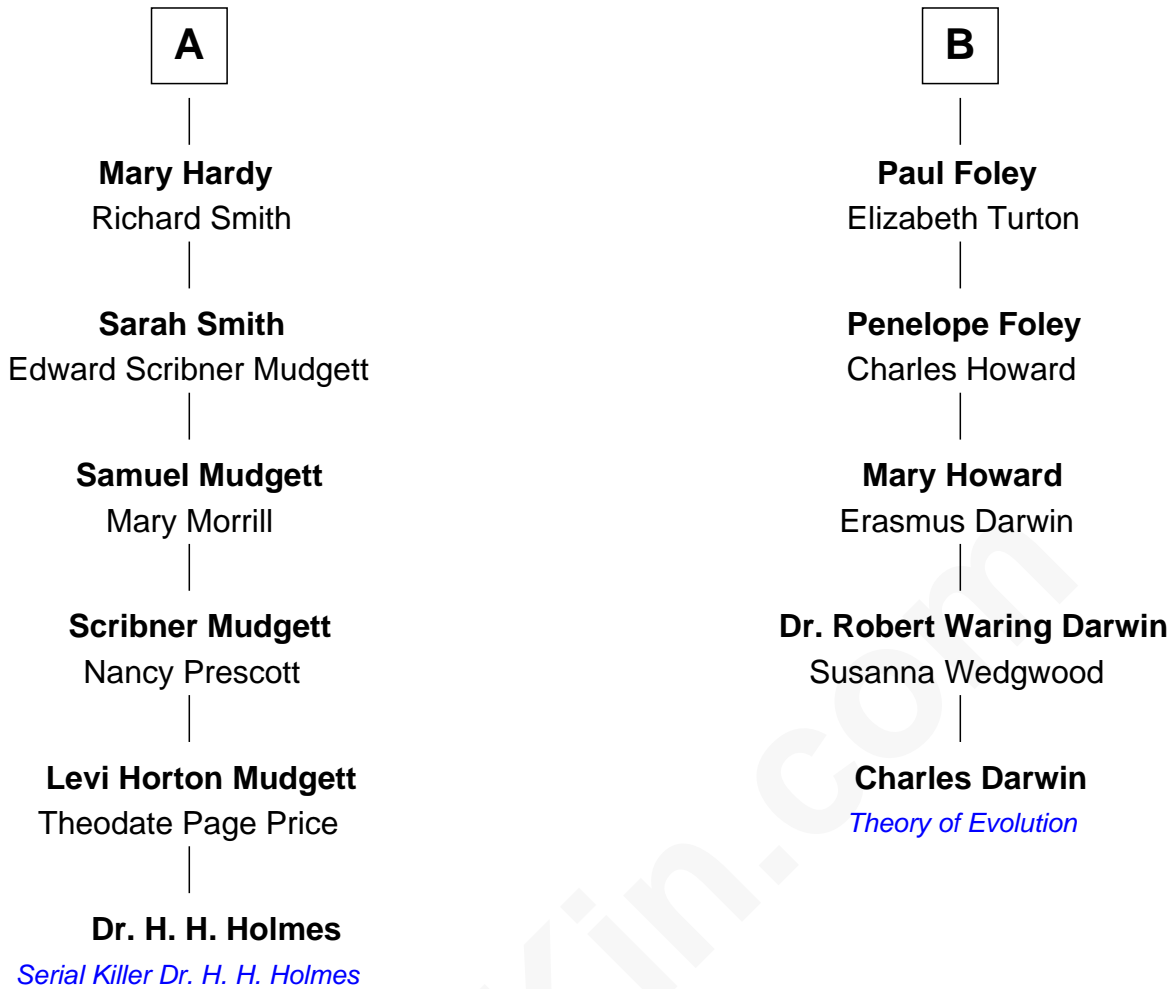 A
Mary Hardy
Richard Smith
Sarah Smith
Edward Scribner Mudgett
Samuel Mudgett
Mary Morrill
Scribner Mudgett
Nancy Prescott
Levi Horton Mudgett
Theodate Page Price
Dr. H. H. Holmes
Serial Killer Dr. H. H. Holmes
B
Paul Foley
Elizabeth Turton
Penelope Foley
Charles Howard
Mary Howard
Erasmus Darwin
Dr. Robert Waring Darwin
Susanna Wedgwood
Charles Darwin
Theory of Evolution
Kin.com